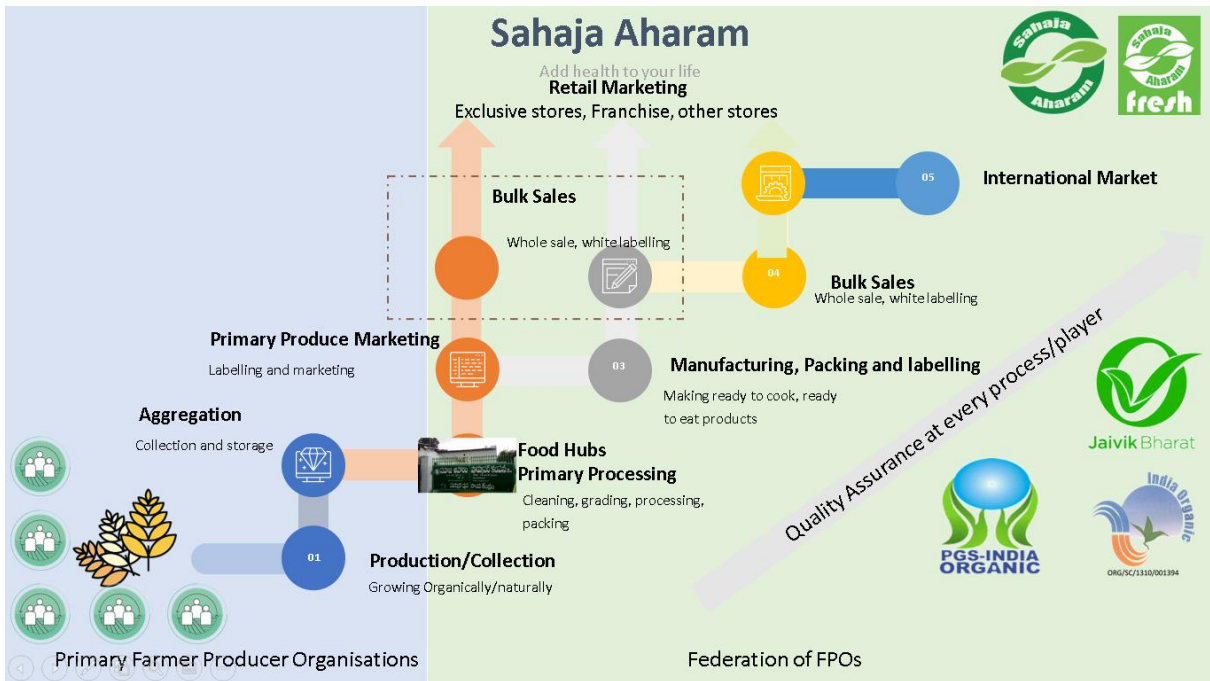 Sahaja Aharam
Add health to your life
Retail Marketing
Exclusive stores, Franchise, other stores
Sahaja
Aharam
Sahaja
Aharam
fresh
05
International Market
Bulk Sales
Whole sale, white labelling
04
Bulk Sales
Whole sale, white labelling
Primary Produce Marketing
Labelling and marketing
03
Manufacturing, Packing and labelling
Making ready to cook, ready
to eat products
Quality Assurance at every process/player
Jaivik Bharat
Aggregation
Collection and storage
Food Hubs
Primary Processing
Cleaning, grading, processing,
packing
PGS-INDIA
ORGANIC
India Organic
ORG/SC/1310/001394
01
Production/Collection
Growing Organically/naturally
Primary Farmer Producer Organisations
Federation of FPOs